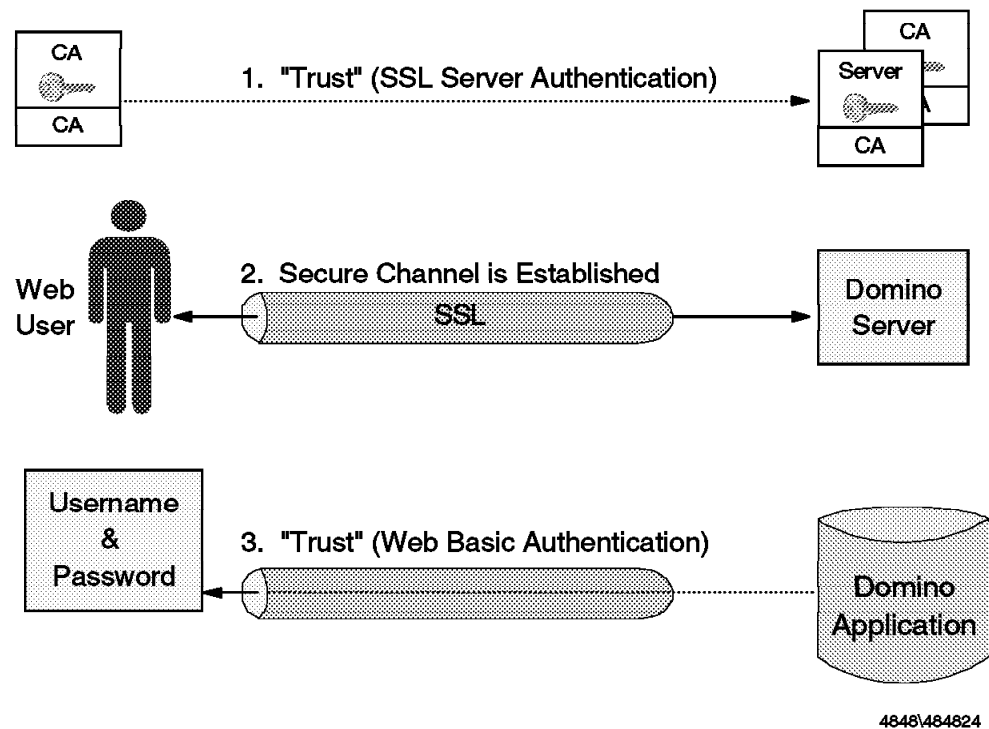 CA
CA
1. "Trust" (SSL Server Authentication)
CA
Server
CA
2. Secure Channel is Established
Web
User
SSL
Domino
Server
Username
&
Password
3. "Trust" (Web Basic Authentication)
Domino
Application
4848\484824